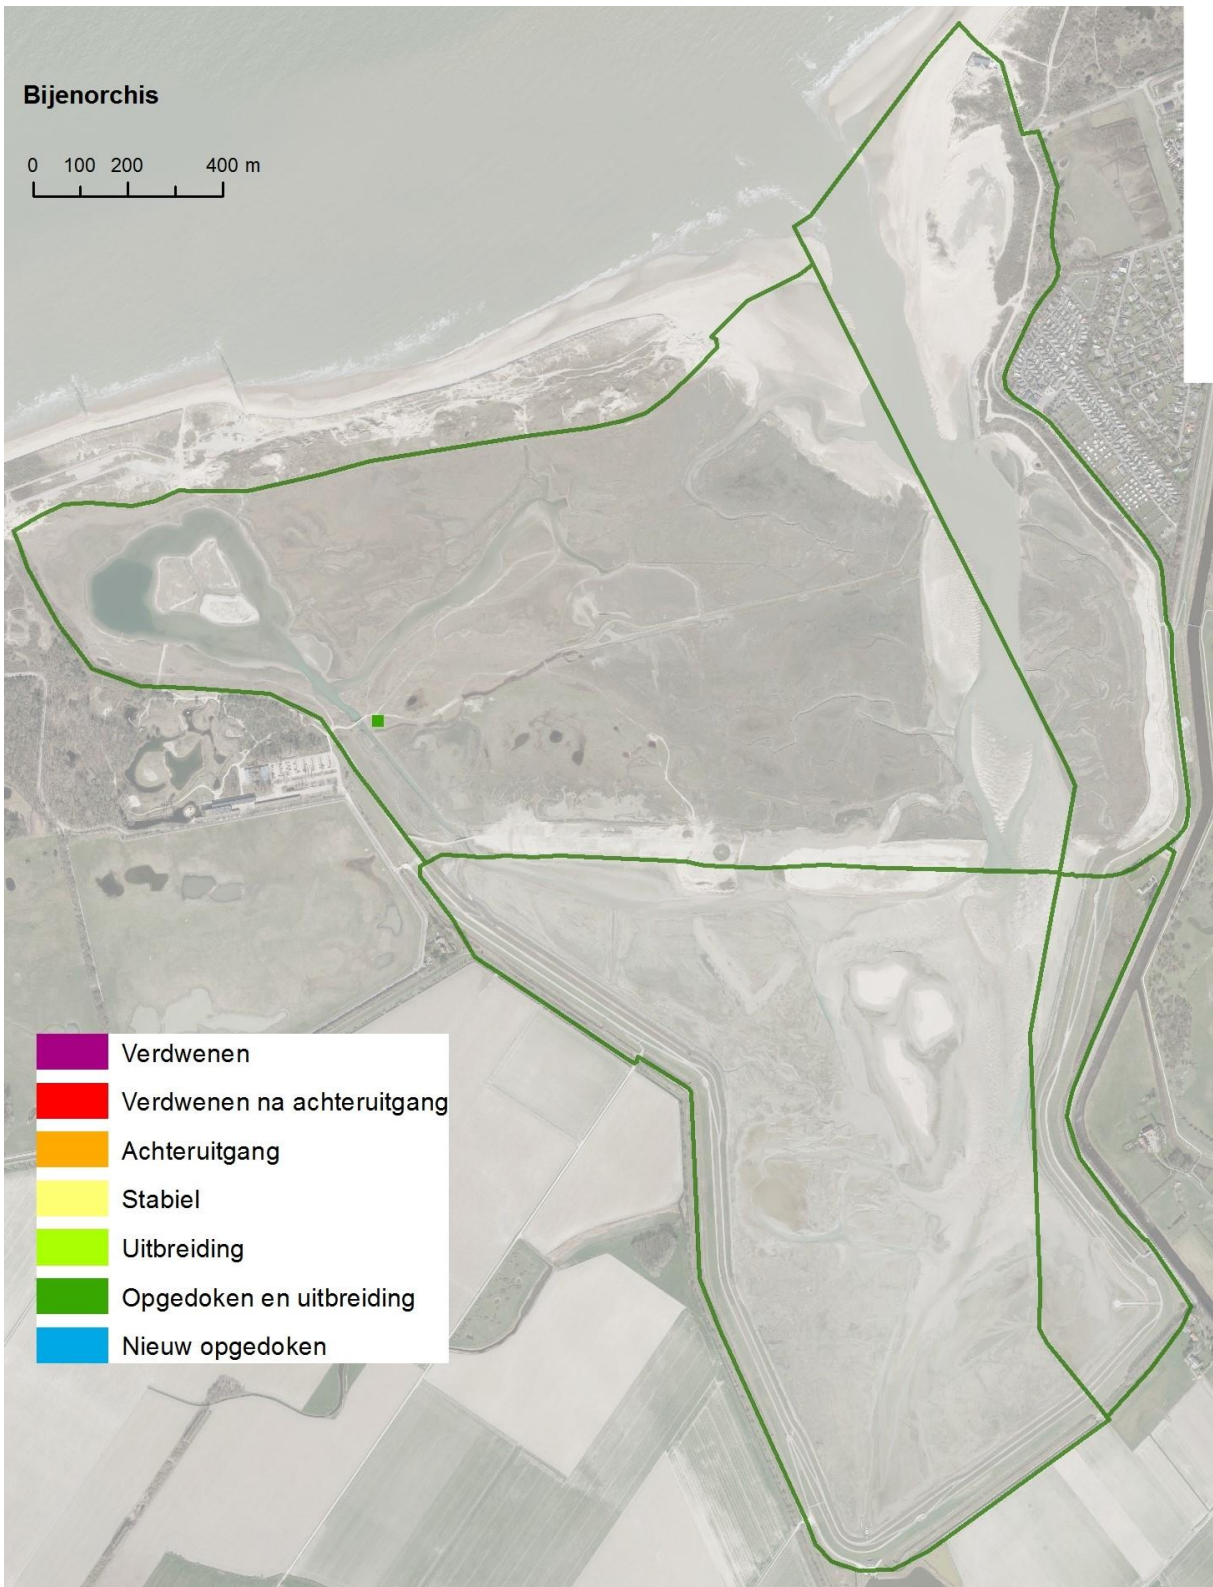 Bijenorchis
0 100 200 400 m
Verdwenen
Verdwenen na achteruitgang
Achteruitgang
Stabiel
Uitbreiding
Opgedoken en uitbreiding
Nieuw opgedoken